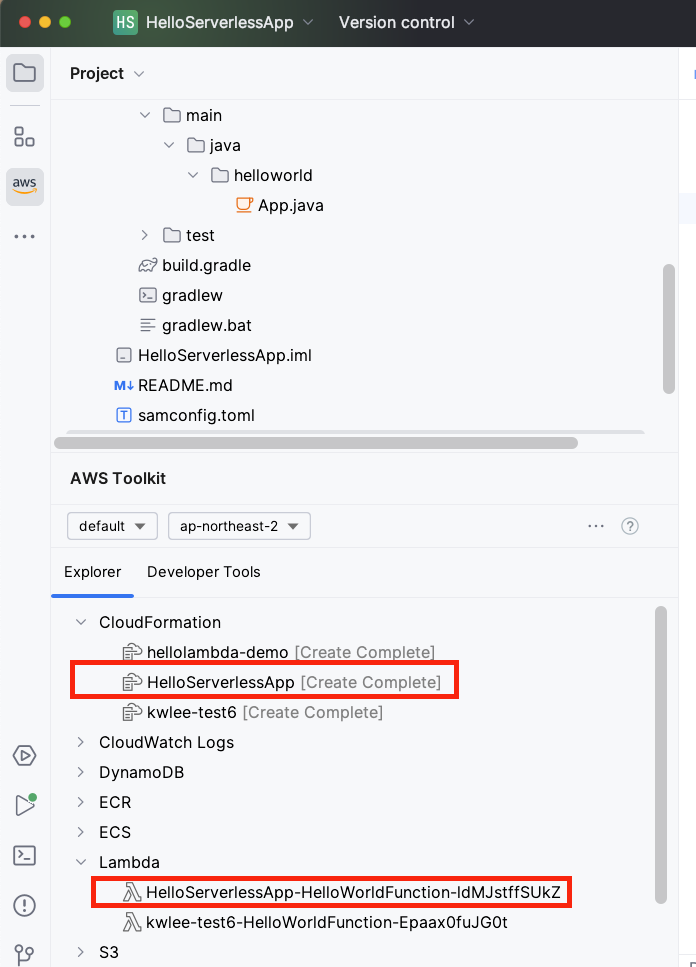 HS HelloServerlessApp Version control
Project
main
java
helloworld
App.java
aws
test
build.gradle
gradlew
gradlew.bat
HelloServerlessApp.iml
M↓ README.md
T samconfig.toml
AWS Toolkit
default ap-northeast-2 ... ?
Explorer Developer Tools
CloudFormation
hellolambda-demo [Create Complete]
HelloServerlessApp [Create Complete]
kwlee-test6 [Create Complete]
CloudWatch Logs
DynamoDB
ECR
ECS
Lambda
HelloServerlessApp-HelloWorldFunction-IdMJstffSUkZ
kwlee-test6-HelloWorldFunction-Epaax0fuJG0t
S3